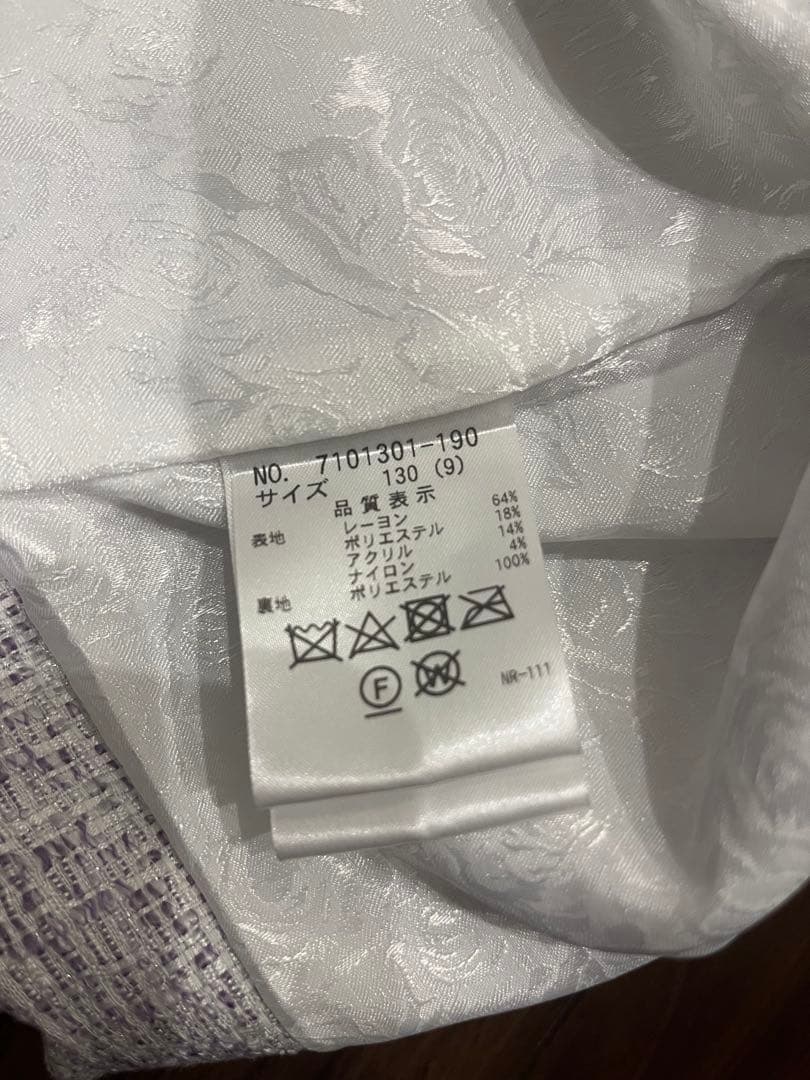 NO. 7101301-190
サイズ 130 (9)
品質表示
表地 レーヨン 64%
ポリエステル 18%
アクリル 14%
ナイロン 4%
裏地 ポリエステル 100%
F W NR-111